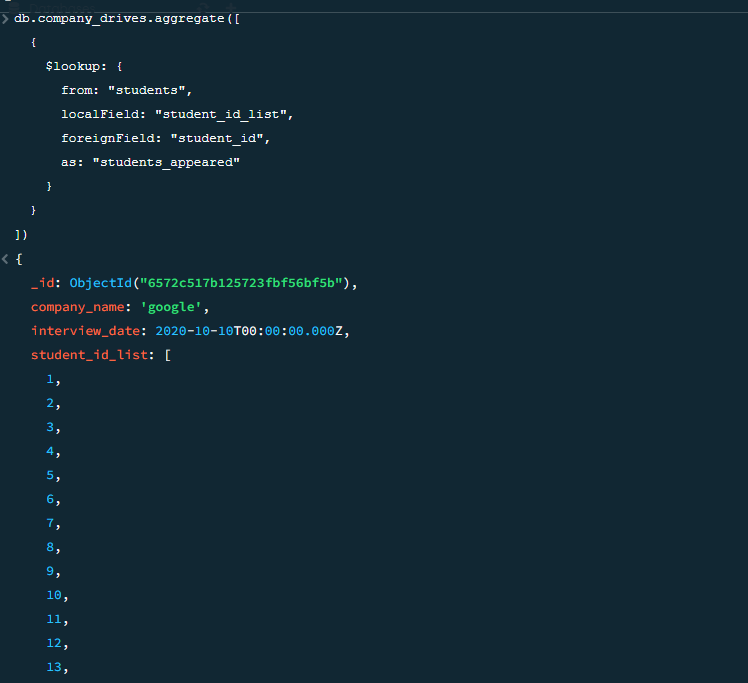 db.company_drives.aggregate([
{
$lookup: {
from: "students",
localField: "student_id_list",
foreignField: "student_id",
as: "students_appeared"
}
}
])
{
_id: ObjectId("6572c517b125723fbf56bf5b"),
company_name: 'google',
interview_date: 2020-10-10T00:00:00.000Z,
student_id_list: [
1,
2,
3,
4,
5,
6,
7,
8,
9,
10,
11,
12,
13,